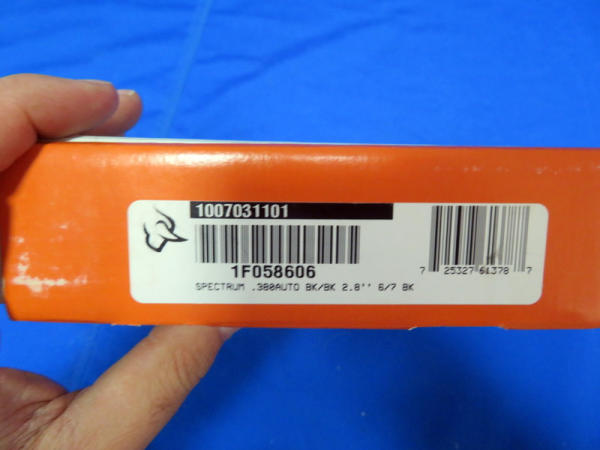 1007031101
1F058606
SPECTRUM .380AUTO BK/BK 2.8'' 6/7 BK
7 25327 61378 7